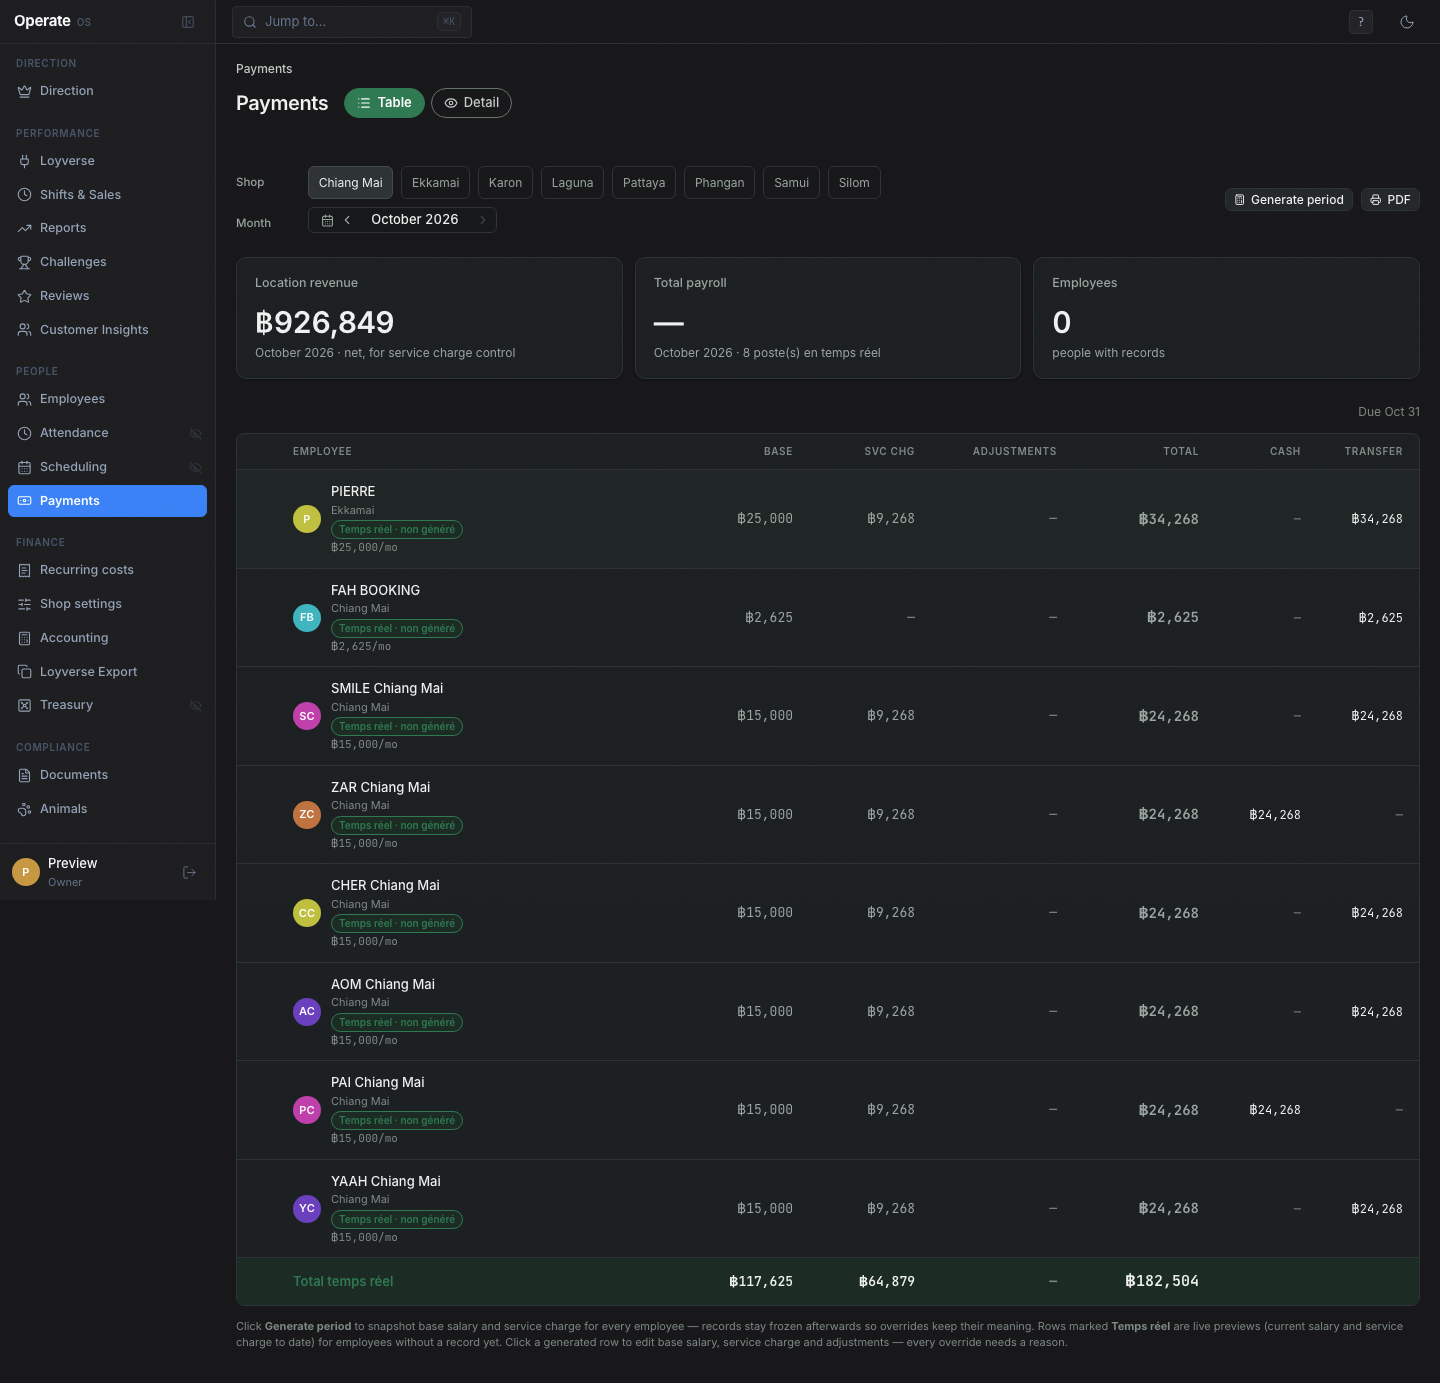 Operate OS
Jump to...
⌘K
?
DIRECTION
Direction
PERFORMANCE
Loyverse
Shifts & Sales
Reports
Challenges
Reviews
Customer Insights
PEOPLE
Employees
Attendance
Scheduling
Payments
FINANCE
Recurring costs
Shop settings
Accounting
Loyverse Export
Treasury
COMPLIANCE
Documents
Animals
P
Preview
Owner
Payments
Payments
Table
Detail
Shop
Chiang Mai Ekkamai Karon Laguna Pattaya Phangan Samui Silom
Month
October 2026
Generate period
PDF
Location revenue
฿926,849
October 2026 · net, for service charge control
Total payroll
—
October 2026 · 8 poste(s) en temps réel
Employees
0
people with records
Due Oct 31
EMPLOYEE BASE SVC CHG ADJUSTMENTS TOTAL CASH TRANSFER
P
PIERRE
Ekkamai
Temps réel · non généré
฿25,000/mo
฿25,000 ฿9,268 — ฿34,268 — ฿34,268
FB
FAH BOOKING
Chiang Mai
Temps réel · non généré
฿2,625/mo
฿2,625 — — ฿2,625 — ฿2,625
SC
SMILE Chiang Mai
Chiang Mai
Temps réel · non généré
฿15,000/mo
฿15,000 ฿9,268 — ฿24,268 — ฿24,268
ZC
ZAR Chiang Mai
Chiang Mai
Temps réel · non généré
฿15,000/mo
฿15,000 ฿9,268 — ฿24,268 ฿24,268 —
CC
CHER Chiang Mai
Chiang Mai
Temps réel · non généré
฿15,000/mo
฿15,000 ฿9,268 — ฿24,268 — ฿24,268
AC
AOM Chiang Mai
Chiang Mai
Temps réel · non généré
฿15,000/mo
฿15,000 ฿9,268 — ฿24,268 — ฿24,268
PC
PAI Chiang Mai
Chiang Mai
Temps réel · non généré
฿15,000/mo
฿15,000 ฿9,268 — ฿24,268 ฿24,268 —
YC
YAAH Chiang Mai
Chiang Mai
Temps réel · non généré
฿15,000/mo
฿15,000 ฿9,268 — ฿24,268 — ฿24,268
Total temps réel ฿117,625 ฿64,879 — ฿182,504
Click Generate period to snapshot base salary and service charge for every employee — records stay frozen afterwards so overrides keep their meaning. Rows marked Temps réel are live previews (current salary and service
charge to date) for employees without a record yet. Click a generated row to edit base salary, service charge and adjustments — every override needs a reason.